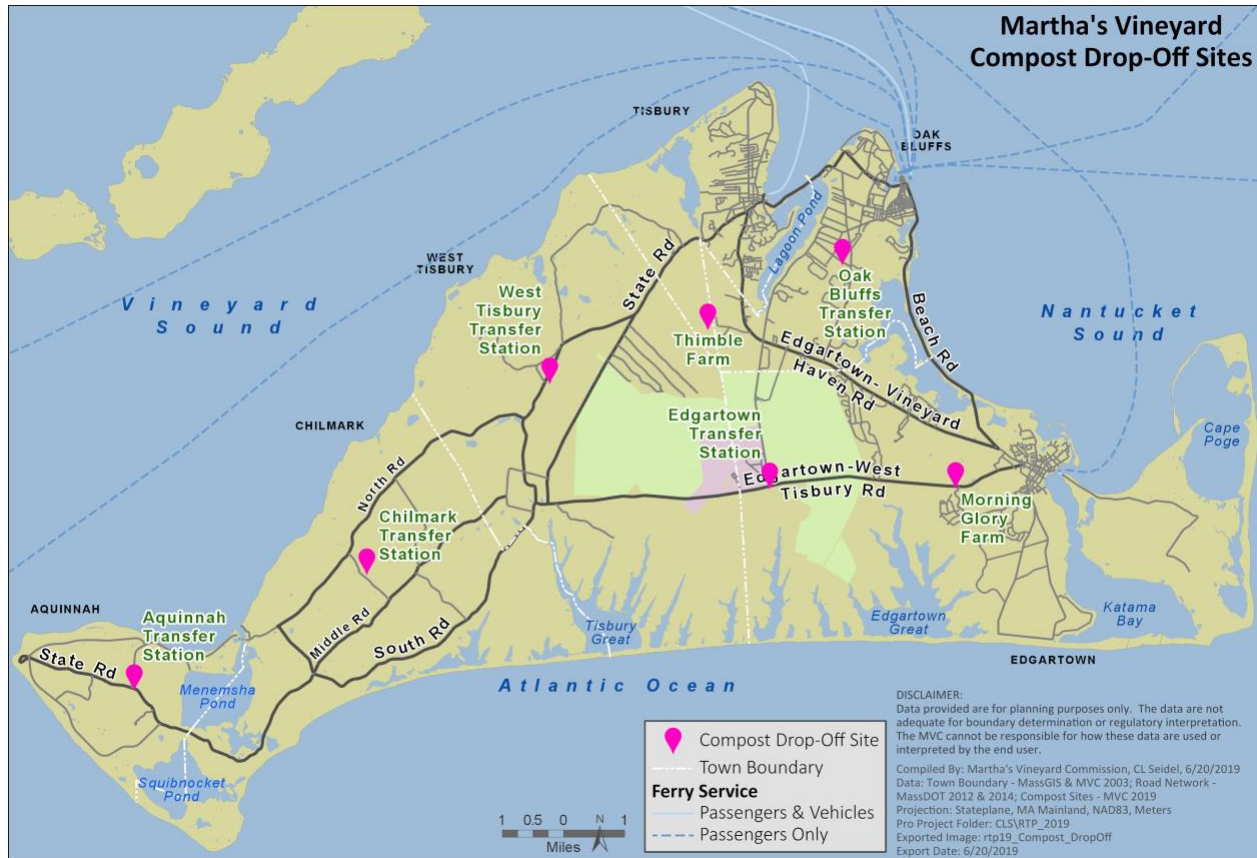 Martha's Vineyard
Compost Drop-Off Sites
TISBURY
OAK
BLUFFS
Lagoon Pond
WEST
TISBURY
State Rd
Vineyard
Sound
West
Tisbury
Transfer
Station
Oak
Bluffs
Transfer
Station
Beach Rd
Nantucket
Sound
Thimble
Farm
Edgartown- Vineyard
Haven Rd
Cape
Poge
CHILMARK
Edgartown
Transfer
Station
North Rd
Edgartown-West
Tisbury Rd
Morning
Glory
Farm
Chilmark
Transfer
Station
AQUINNAH
Aquinnah
Transfer
Station
Middle Rd
South Rd
Tisbury
Great
Edgartown
Great
Katama
Bay
State Rd
Menemsha
Pond
EDGARTOWN
Atlantic Ocean
Squibnocket
Pond
Compost Drop-Off Site
Town Boundary
Ferry Service
Passengers & Vehicles
Passengers Only
1 0.5 0 1
Miles
N
DISCLAIMER:
Data provided are for planning purposes only. The data are not
adequate for boundary determination or regulatory interpretation.
The MVC cannot be responsible for how these data are used or
interpreted by the end user.
Compiled By: Martha's Vineyard Commission, CL Seidel, 6/20/2019
Data: Town Boundary - MassGIS & MVC 2003; Road Network -
MassDOT 2012 & 2014; Compost Sites - MVC 2019
Projection: Stateplane, MA Mainland, NAD83, Meters
Pro Project Folder: CLS\RTP_2019
Exported Image: rtp19_Compost_DropOff
Export Date: 6/20/2019